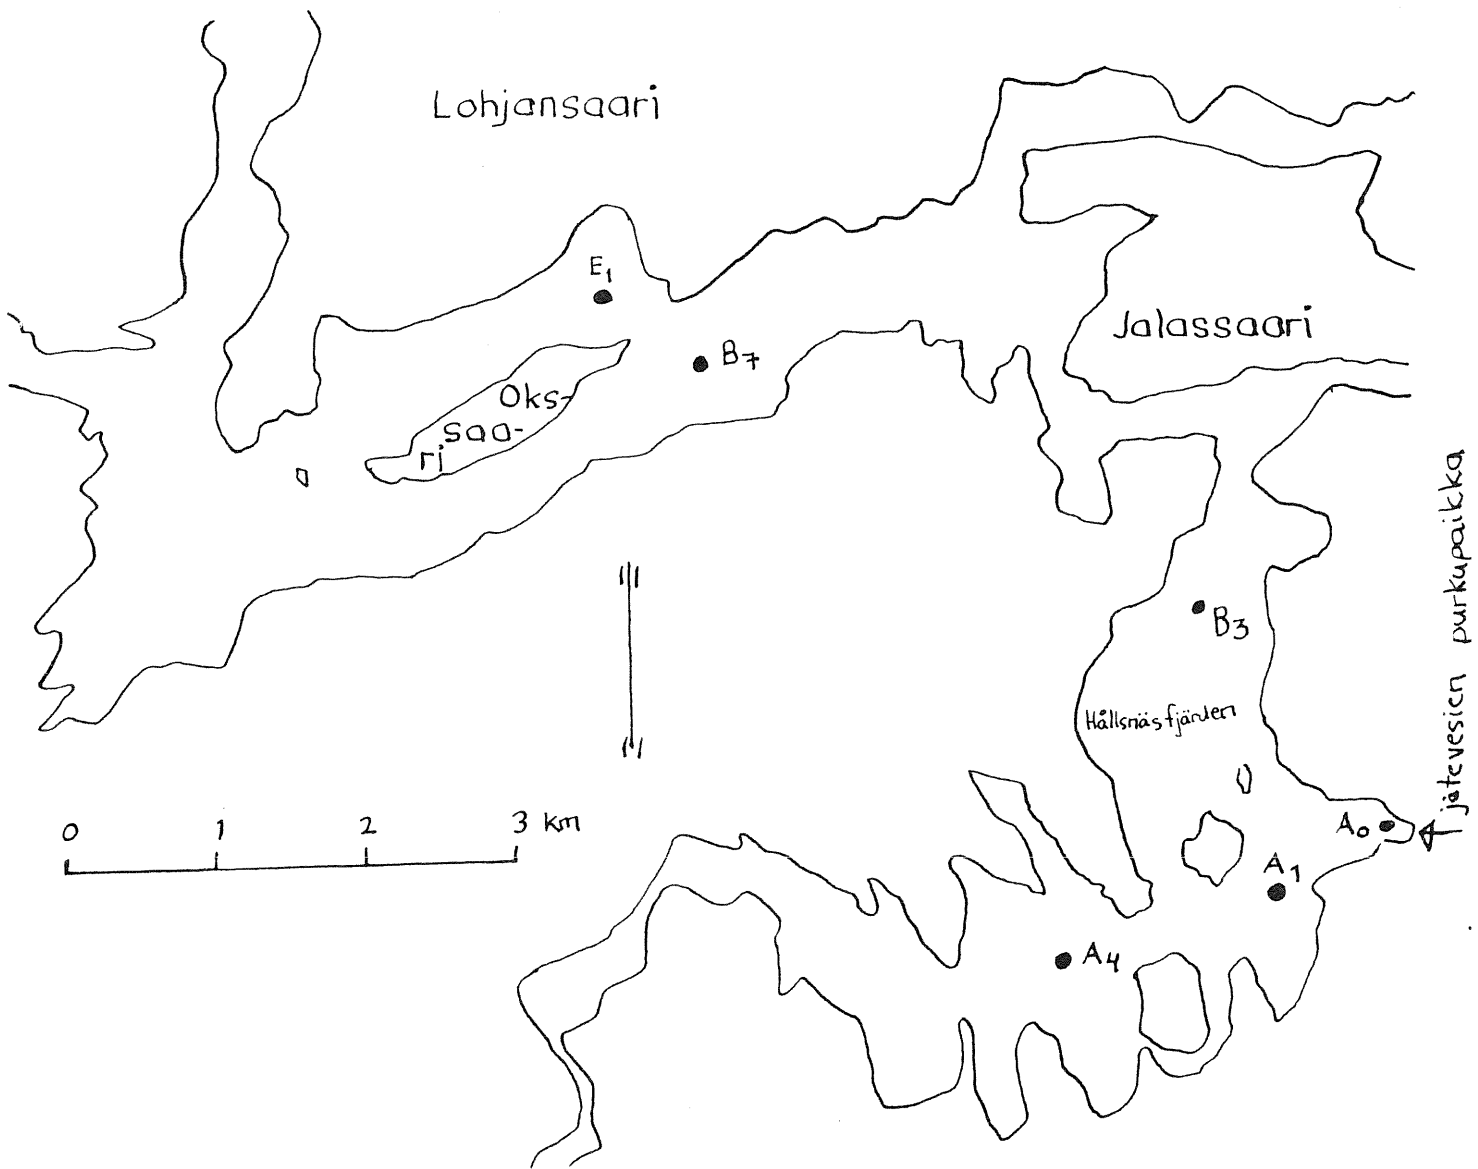 Lohjansaari
E1
Jalassaari
B7
Oks-
saa-
ri
jätevesien purkupaikka
B3
Hållsnäsfjärden
0 1 2 3 km
A0
A1
A4